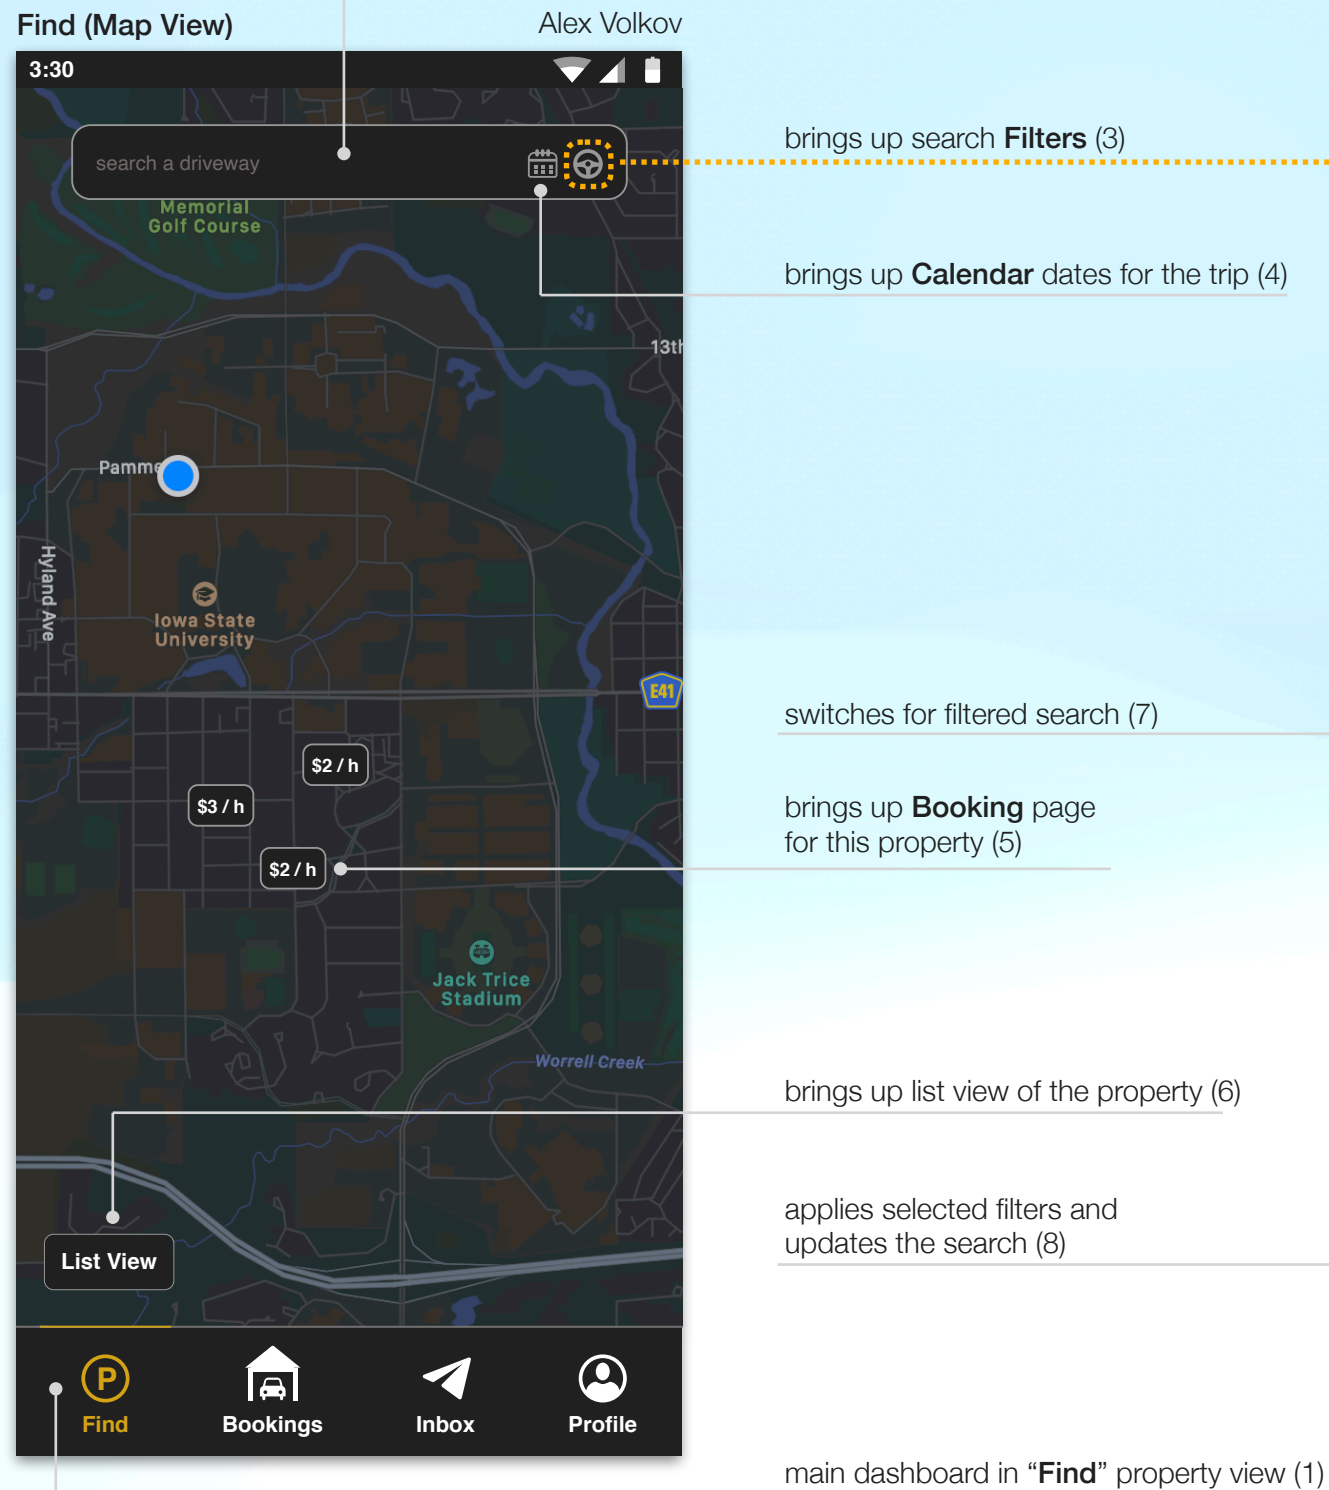 Find (Map View)
Alex Volkov
3:30
search a driveway
Memorial
Golf Course
13th
Pamme
Hyland Ave
Iowa State
University
E41
$2 / h
$3 / h
$2 / h
Jack Trice
Stadium
Worrell Creek
List View
P
Find
Bookings
Inbox
Profile
brings up search Filters (3)
brings up Calendar dates for the trip (4)
switches for filtered search (7)
brings up Booking page
for this property (5)
brings up list view of the property (6)
applies selected filters and
updates the search (8)
main dashboard in “Find” property view (1)